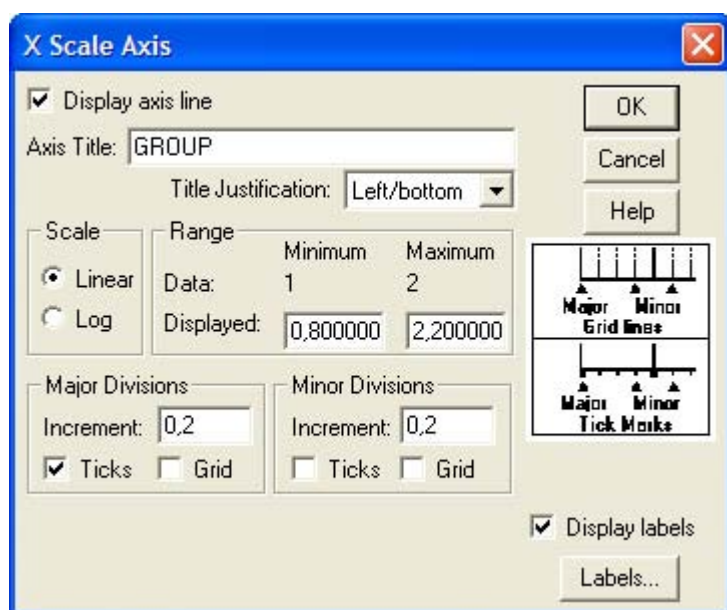 X Scale Axis
Display axis line
OK
Axis Title: GROUP
Cancel
Title Justification: Left/bottom
Help
Scale
Range
Minimum Maximum
Linear
Data: 1 2
Log
Displayed: 0,800000 2,200000
Major Minor
Grid lines
Major Minor
Tick Marks
Major Divisions
Minor Divisions
Increment: 0,2
Increment: 0,2
Ticks Grid
Ticks Grid
Display labels
Labels...